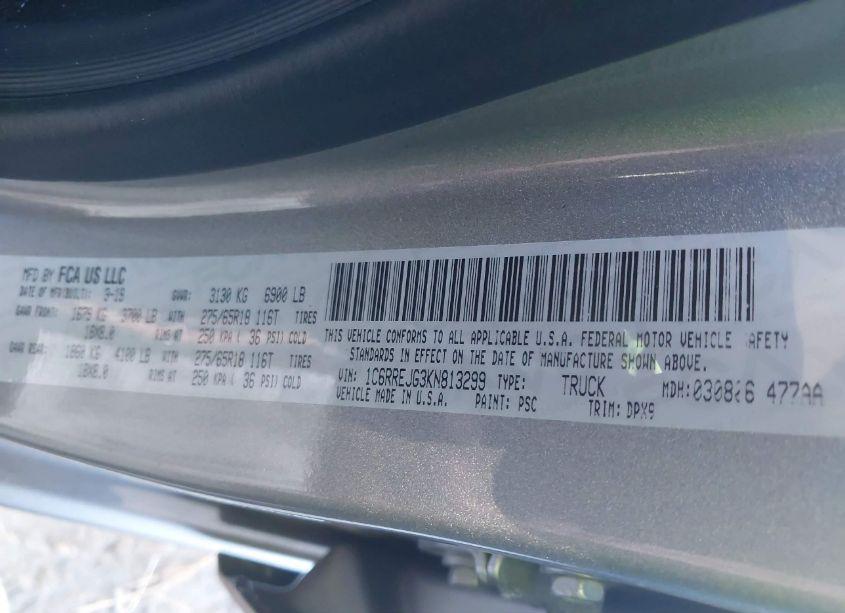 MFD BY FCA US LLC
DATE OF MFR(BUILT): 3-19 GVWR: 3130 KG 6900 LB
GAWR FRONT: 1675 KG 3700 LB WITH 275/65R18 116T TIRES
18X8.0 RIMS AT 250 KPA ( 36 PSI) COLD
GAWR REAR: 1860 KG 4100 LB WITH 275/65R18 116T TIRES
18X8.0 RIMS AT 250 KPA ( 36 PSI) COLD
THIS VEHICLE CONFORMS TO ALL APPLICABLE U.S.A. FEDERAL MOTOR VEHICLE SAFETY
STANDARDS IN EFFECT ON THE DATE OF MANUFACTURE SHOWN ABOVE.
VIN: 1C6RREJG3KN813299 TYPE: TRUCK MDH: 477AA
VEHICLE MADE IN U.S.A. PAINT: PSC TRIM: DPX9